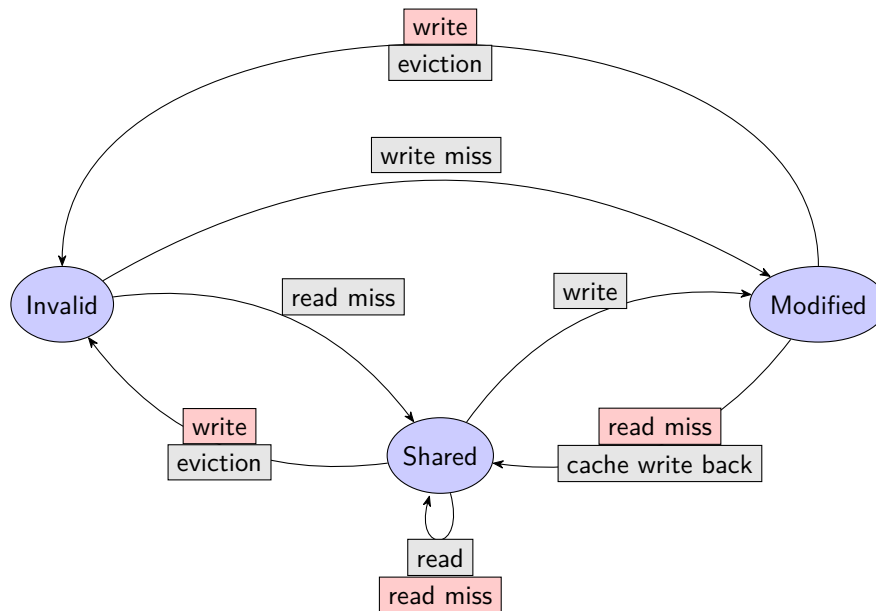 write
eviction
write miss
read miss
write
Invalid
Modified
write
eviction
Shared
read miss
cache write back
read
read miss